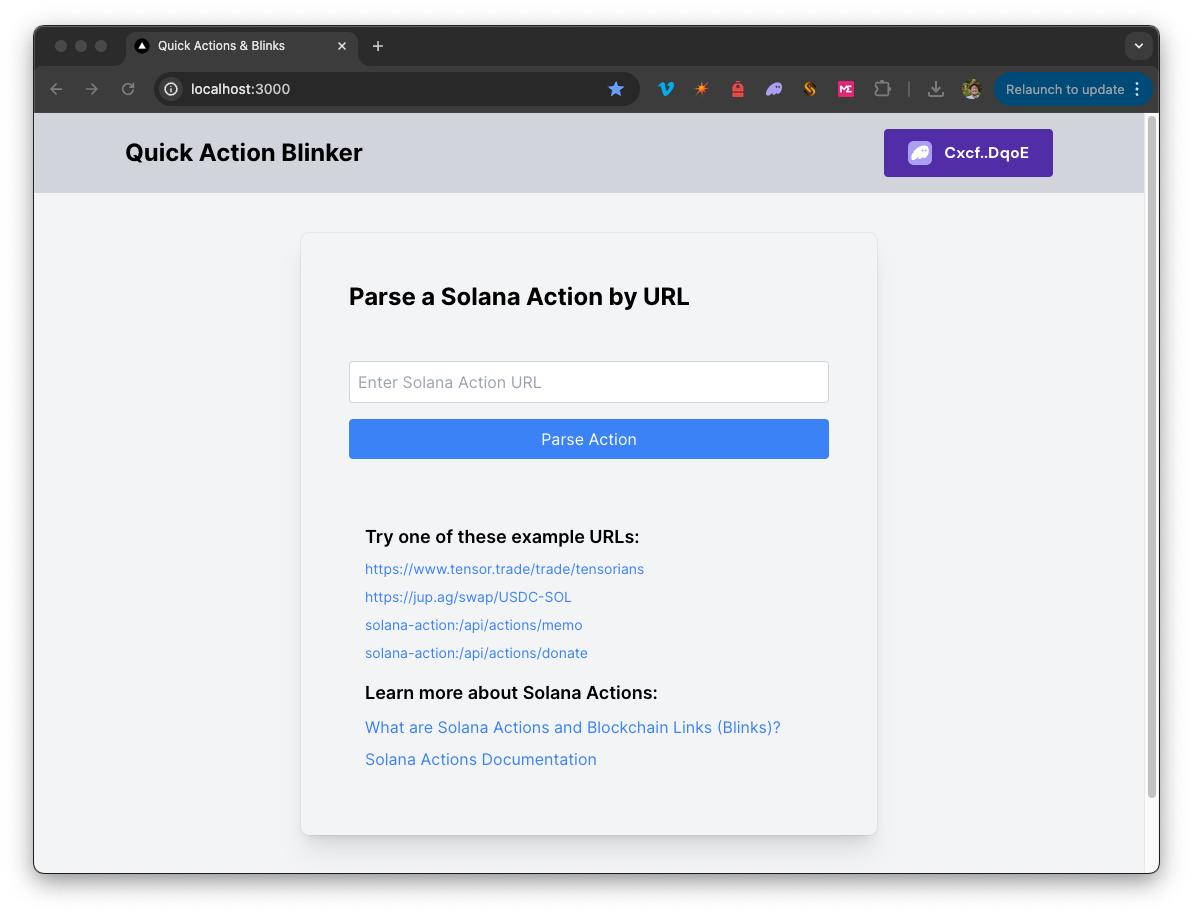 Quick Actions & Blinks
localhost:3000
Relaunch to update
Quick Action Blinker
Cxcf..DqoE
Parse a Solana Action by URL
Enter Solana Action URL
Parse Action
Try one of these example URLs:
https://www.tensor.trade/trade/tensorians
https://jup.ag/swap/USDC-SOL
solana-action:/api/actions/memo
solana-action:/api/actions/donate
Learn more about Solana Actions:
What are Solana Actions and Blockchain Links (Blinks)?
Solana Actions Documentation